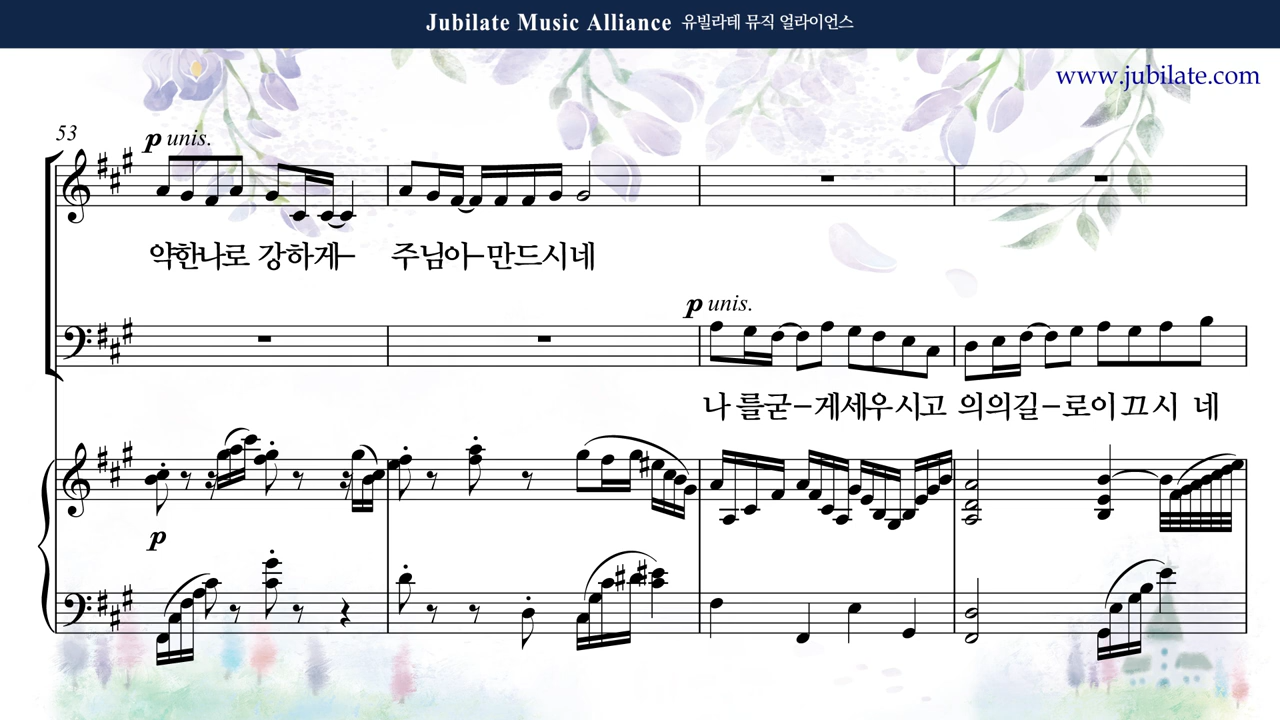 Jubilate Music Alliance 유빌라테 뮤직 얼라이언스
www.jubilate.com
53
p unis.
악한나로 강하게- 주님아-만드시네
p unis.
나를굳-게세우시고 의의길-로이끄시 네
p